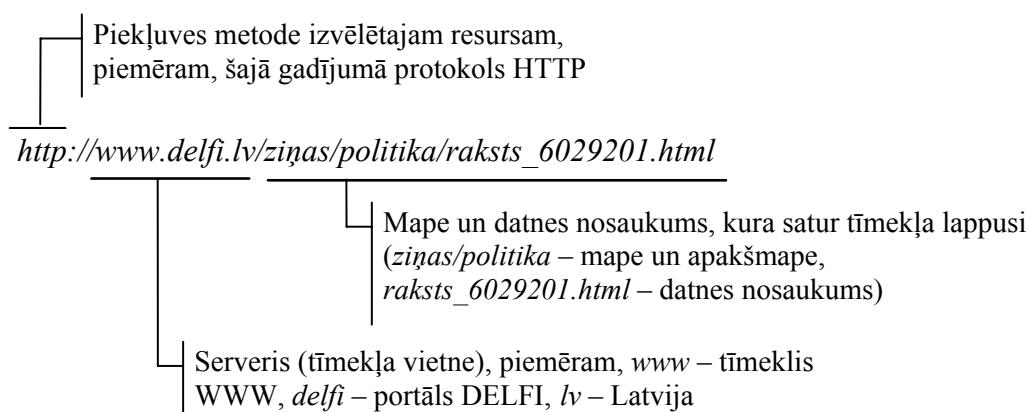 Piekļuves metode izvēlētajam resursam,
piemēram, šajā gadījumā protokols HTTP
http://www.delfi.lv/ziņas/politika/raksts_6029201.html
Mape un datnes nosaukums, kura satur tīmekļa lappusi
(ziņas/politika – mape un apakšmape,
raksts_6029201.html – datnes nosaukums)
Serveris (tīmekļa vietne), piemēram, www – tīmeklis
WWW, delfi – portāls DELFI, lv – Latvija